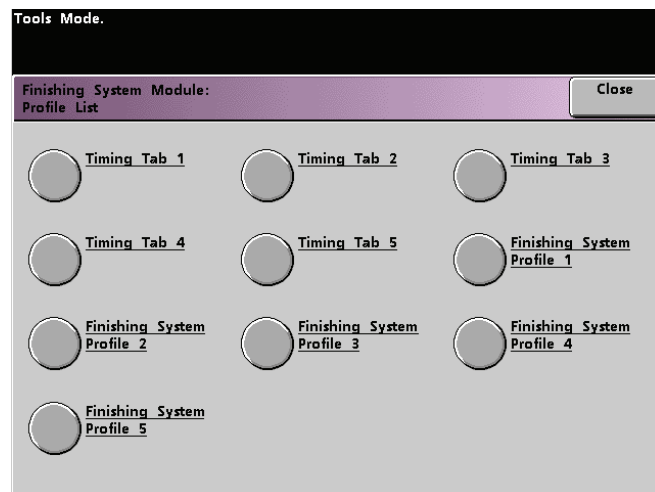 Tools Mode.
Finishing System Module:
Profile List
Close
Timing Tab 1
Timing Tab 2
Timing Tab 3
Timing Tab 4
Timing Tab 5
Finishing System
Profile 1
Finishing System
Profile 2
Finishing System
Profile 3
Finishing System
Profile 4
Finishing System
Profile 5